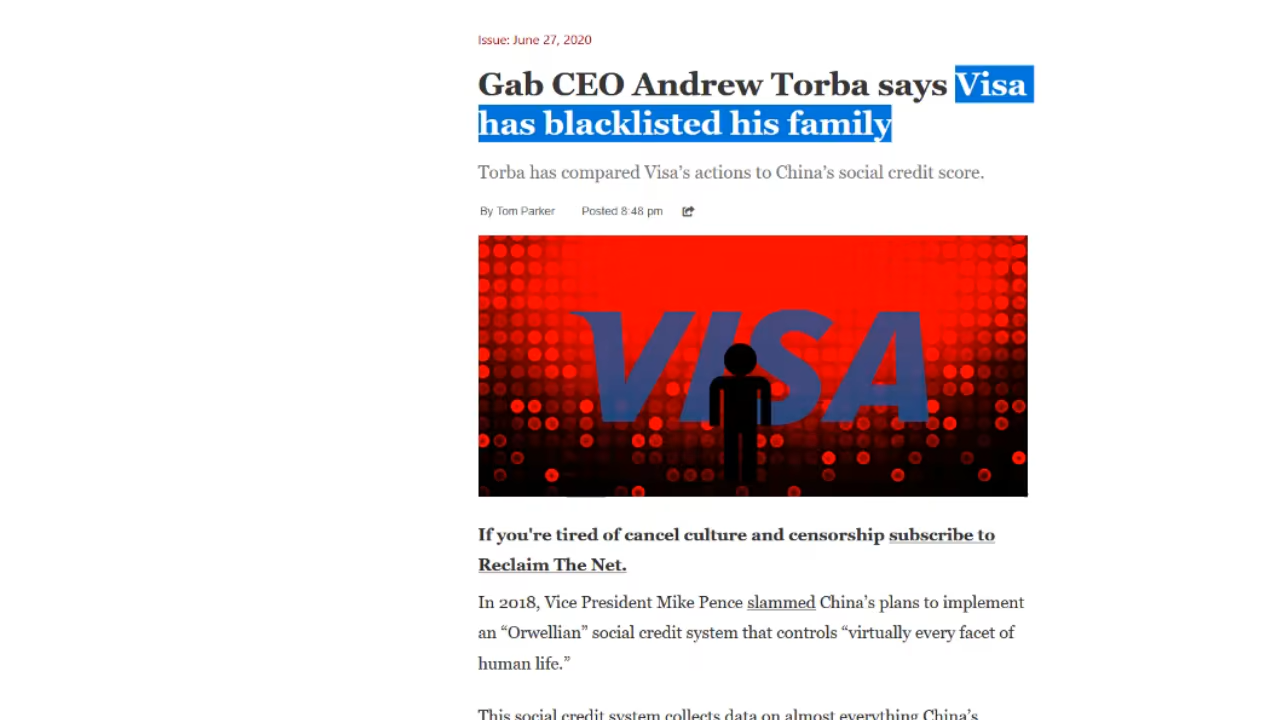 Issue: June 27, 2020
Gab CEO Andrew Torba says Visa
has blacklisted his family
Torba has compared Visa's actions to China's social credit score.
By Tom Parker Posted 8:48 pm
VISA
If you're tired of cancel culture and censorship subscribe to
Reclaim The Net.
In 2018, Vice President Mike Pence slammed China's plans to implement
an “Orwellian” social credit system that controls “virtually every facet of
human life.”
This social credit system collects data on almost everything China's